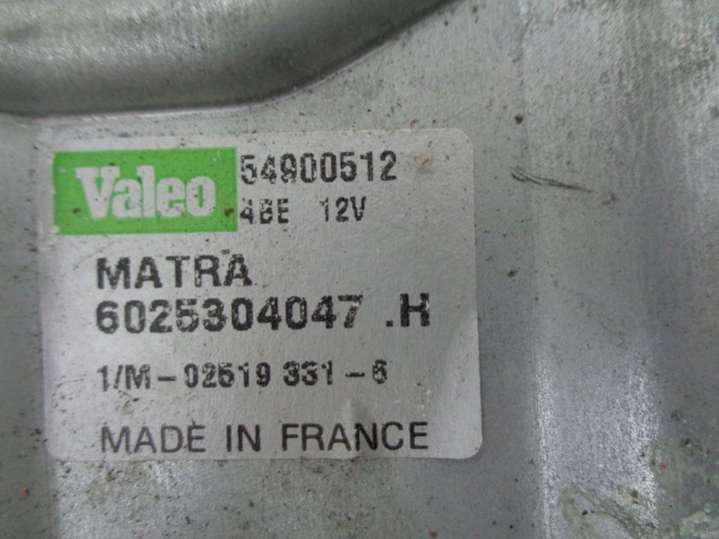 Valeo 54900512
4BE 12V
MATRA
6025304047 .H
1/M-02519 331-6
MADE IN FRANCE